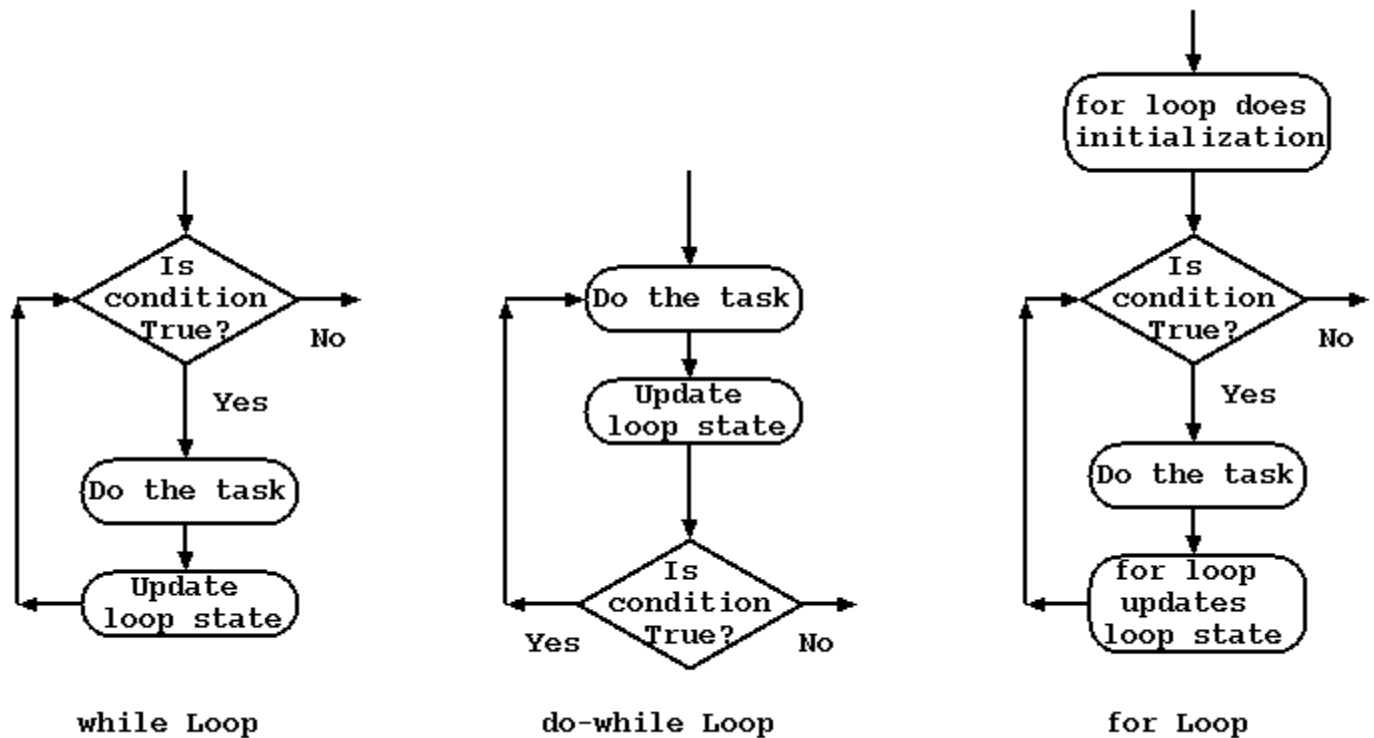 Is
condition
True?
No
Yes
Do the task
Update
loop state
while Loop
Do the task
Update
loop state
Is
condition
True?
Yes
No
do-while Loop
for loop does
initialization
Is
condition
True?
No
Yes
Do the task
for loop
updates
loop state
for Loop